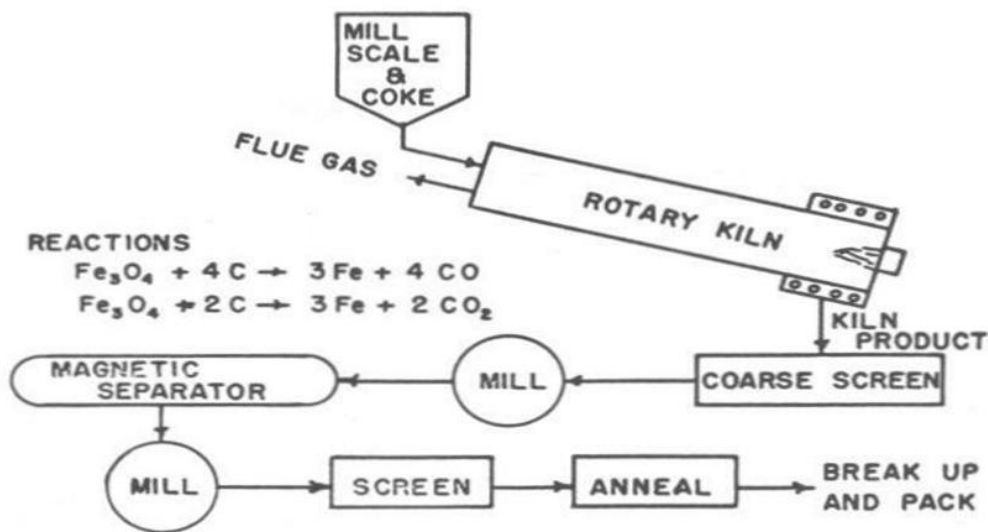 MILL
SCALE
&
COKE
FLUE GAS
ROTARY KILN
REACTIONS
Fe₃O₄ + 4 C → 3 Fe + 4 CO
Fe₃O₄ + 2 C → 3 Fe + 2 CO₂
KILN
PRODUCT
MAGNETIC
SEPARATOR
MILL
COARSE SCREEN
MILL
SCREEN
ANNEAL
BREAK UP
AND PACK